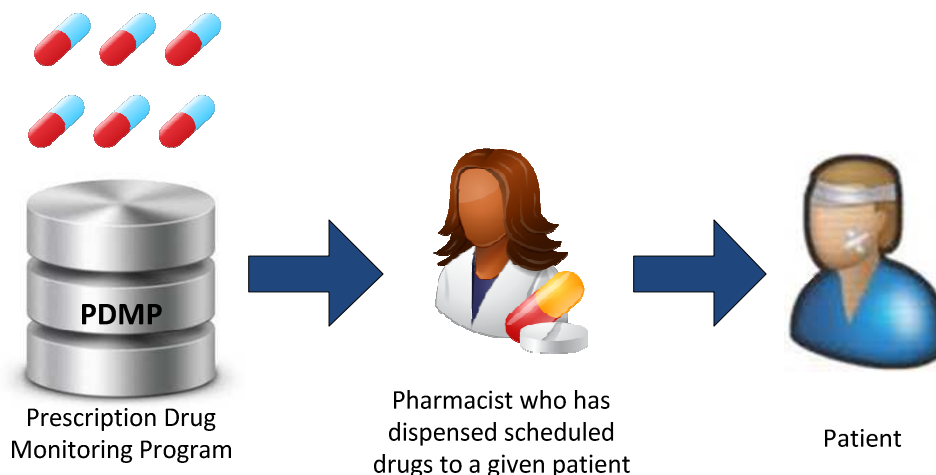 PDMP
Prescription Drug
Monitoring Program
Pharmacist who has
dispensed scheduled
drugs to a given patient
Patient